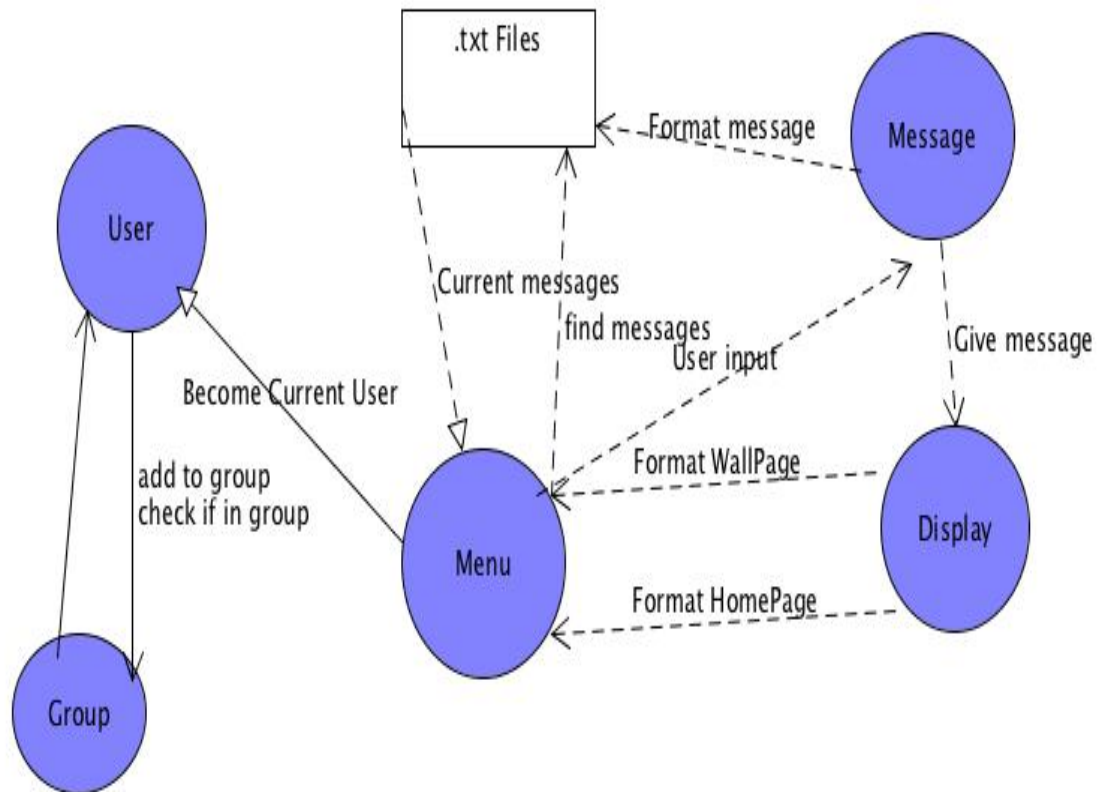 .txt Files
Format message
Message
User
Current messages
find messages
User input
Give message
Become Current User
Format WallPage
add to group
check if in group
Display
Menu
Format HomePage
Group